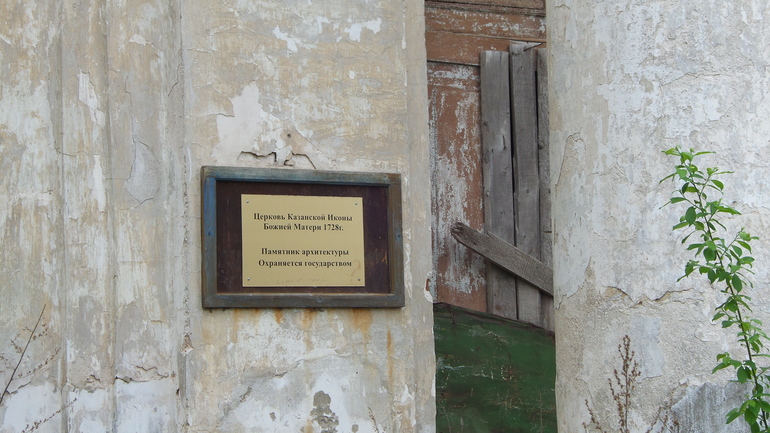 Церковь Казанской Иконы
Божией Матери 1728г.
Памятник архитектуры
Охраняется государством